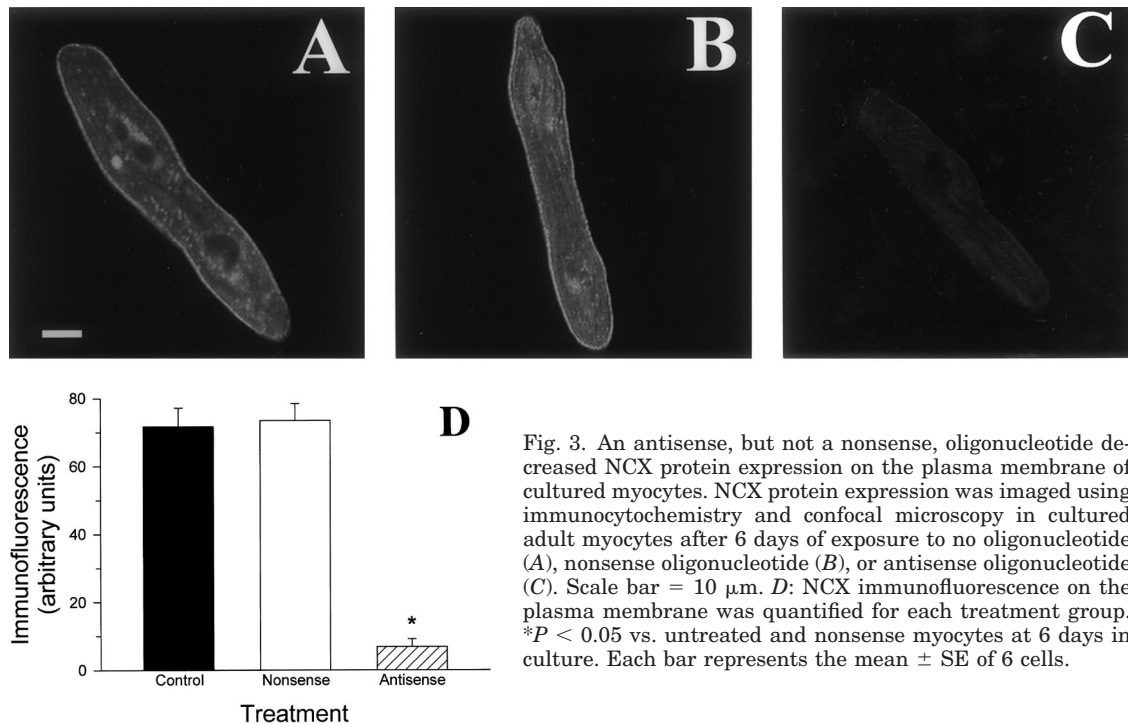 A
B
C
D
Immunofluorescence
(arbitrary units)
80
60
40
20
0
*
Control Nonsense Antisense
Treatment
Fig. 3. An antisense, but not a nonsense, oligonucleotide de-
creased NCX protein expression on the plasma membrane of
cultured myocytes. NCX protein expression was imaged using
immunocytochemistry and confocal microscopy in cultured
adult myocytes after 6 days of exposure to no oligonucleotide
(A), nonsense oligonucleotide (B), or antisense oligonucleotide
(C). Scale bar = 10 μm. D: NCX immunofluorescence on the
plasma membrane was quantified for each treatment group.
*P < 0.05 vs. untreated and nonsense myocytes at 6 days in
culture. Each bar represents the mean ± SE of 6 cells.